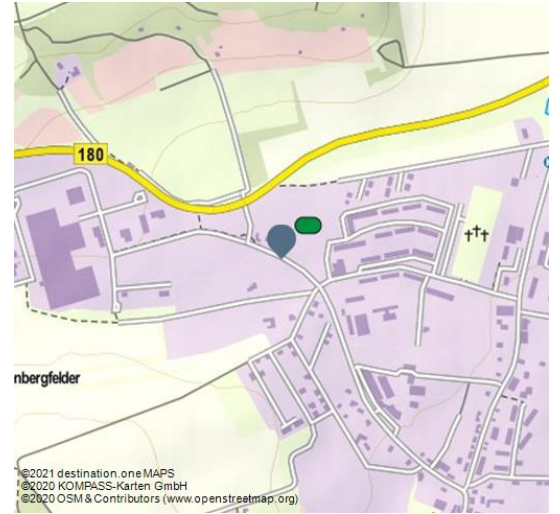 180
nbergfelder
©2021 destination.one MAPS
©2020 KOMPASS-Karten GmbH
©2020 OSM & Contributors (www.openstreetmap.org)